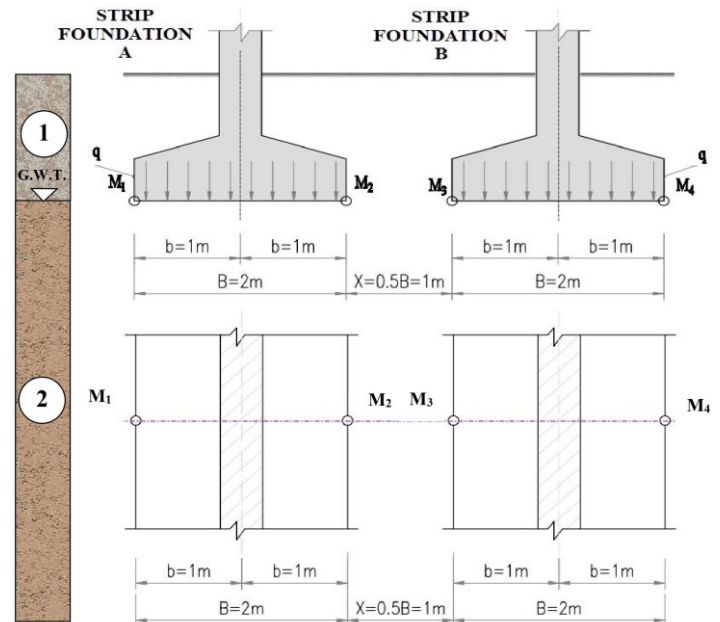 STRIP
FOUNDATION
A
STRIP
FOUNDATION
B
1
G.W.T.
q
M1
M2
M3
q
M4
b=1m
b=1m
b=1m
b=1m
B=2m
X=0.5B=1m
B=2m
2
M1
M2
M3
M4
b=1m
b=1m
b=1m
b=1m
B=2m
X=0.5B=1m
B=2m